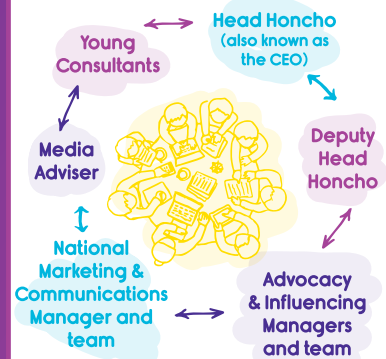 Head Honcho
(also known as
the CEO)
Young
Consultants
Deputy
Head
Honcho
Media
Adviser
National
Marketing &
Communications
Manager and
team
Advocacy
& Influencing
Managers
and team